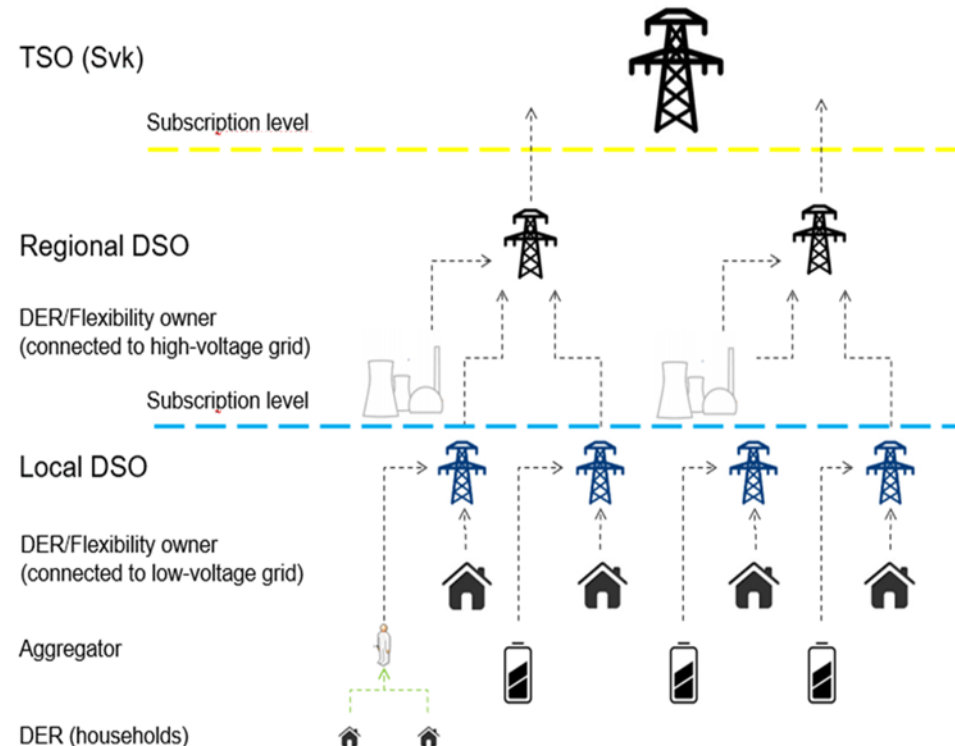 TSO (Svk)
Subscription level
Regional DSO
DER/Flexibility owner
(connected to high-voltage grid)
Subscription level
Local DSO
DER/Flexibility owner
(connected to low-voltage grid)
Aggregator
DER (households)